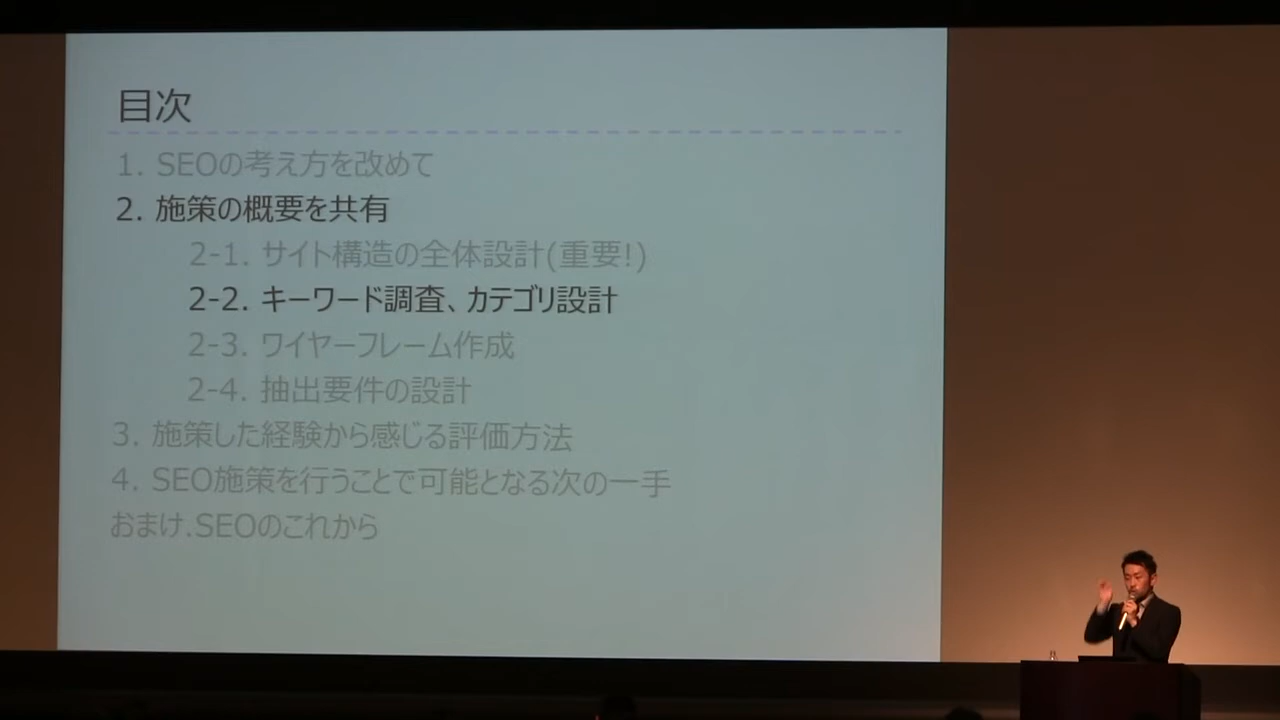 目次
1. SEOの考え方を改めて
2. 施策の概要を共有
2-1. サイト構造の全体設計(重要!)
2-2. キーワード調査、カテゴリ設計
2-3. ワイヤーフレーム作成
2-4. 抽出要件の設計
3. 施策した経験から感じる評価方法
4. SEO施策を行うことで可能となる次の一手
おまけ.SEOのこれから